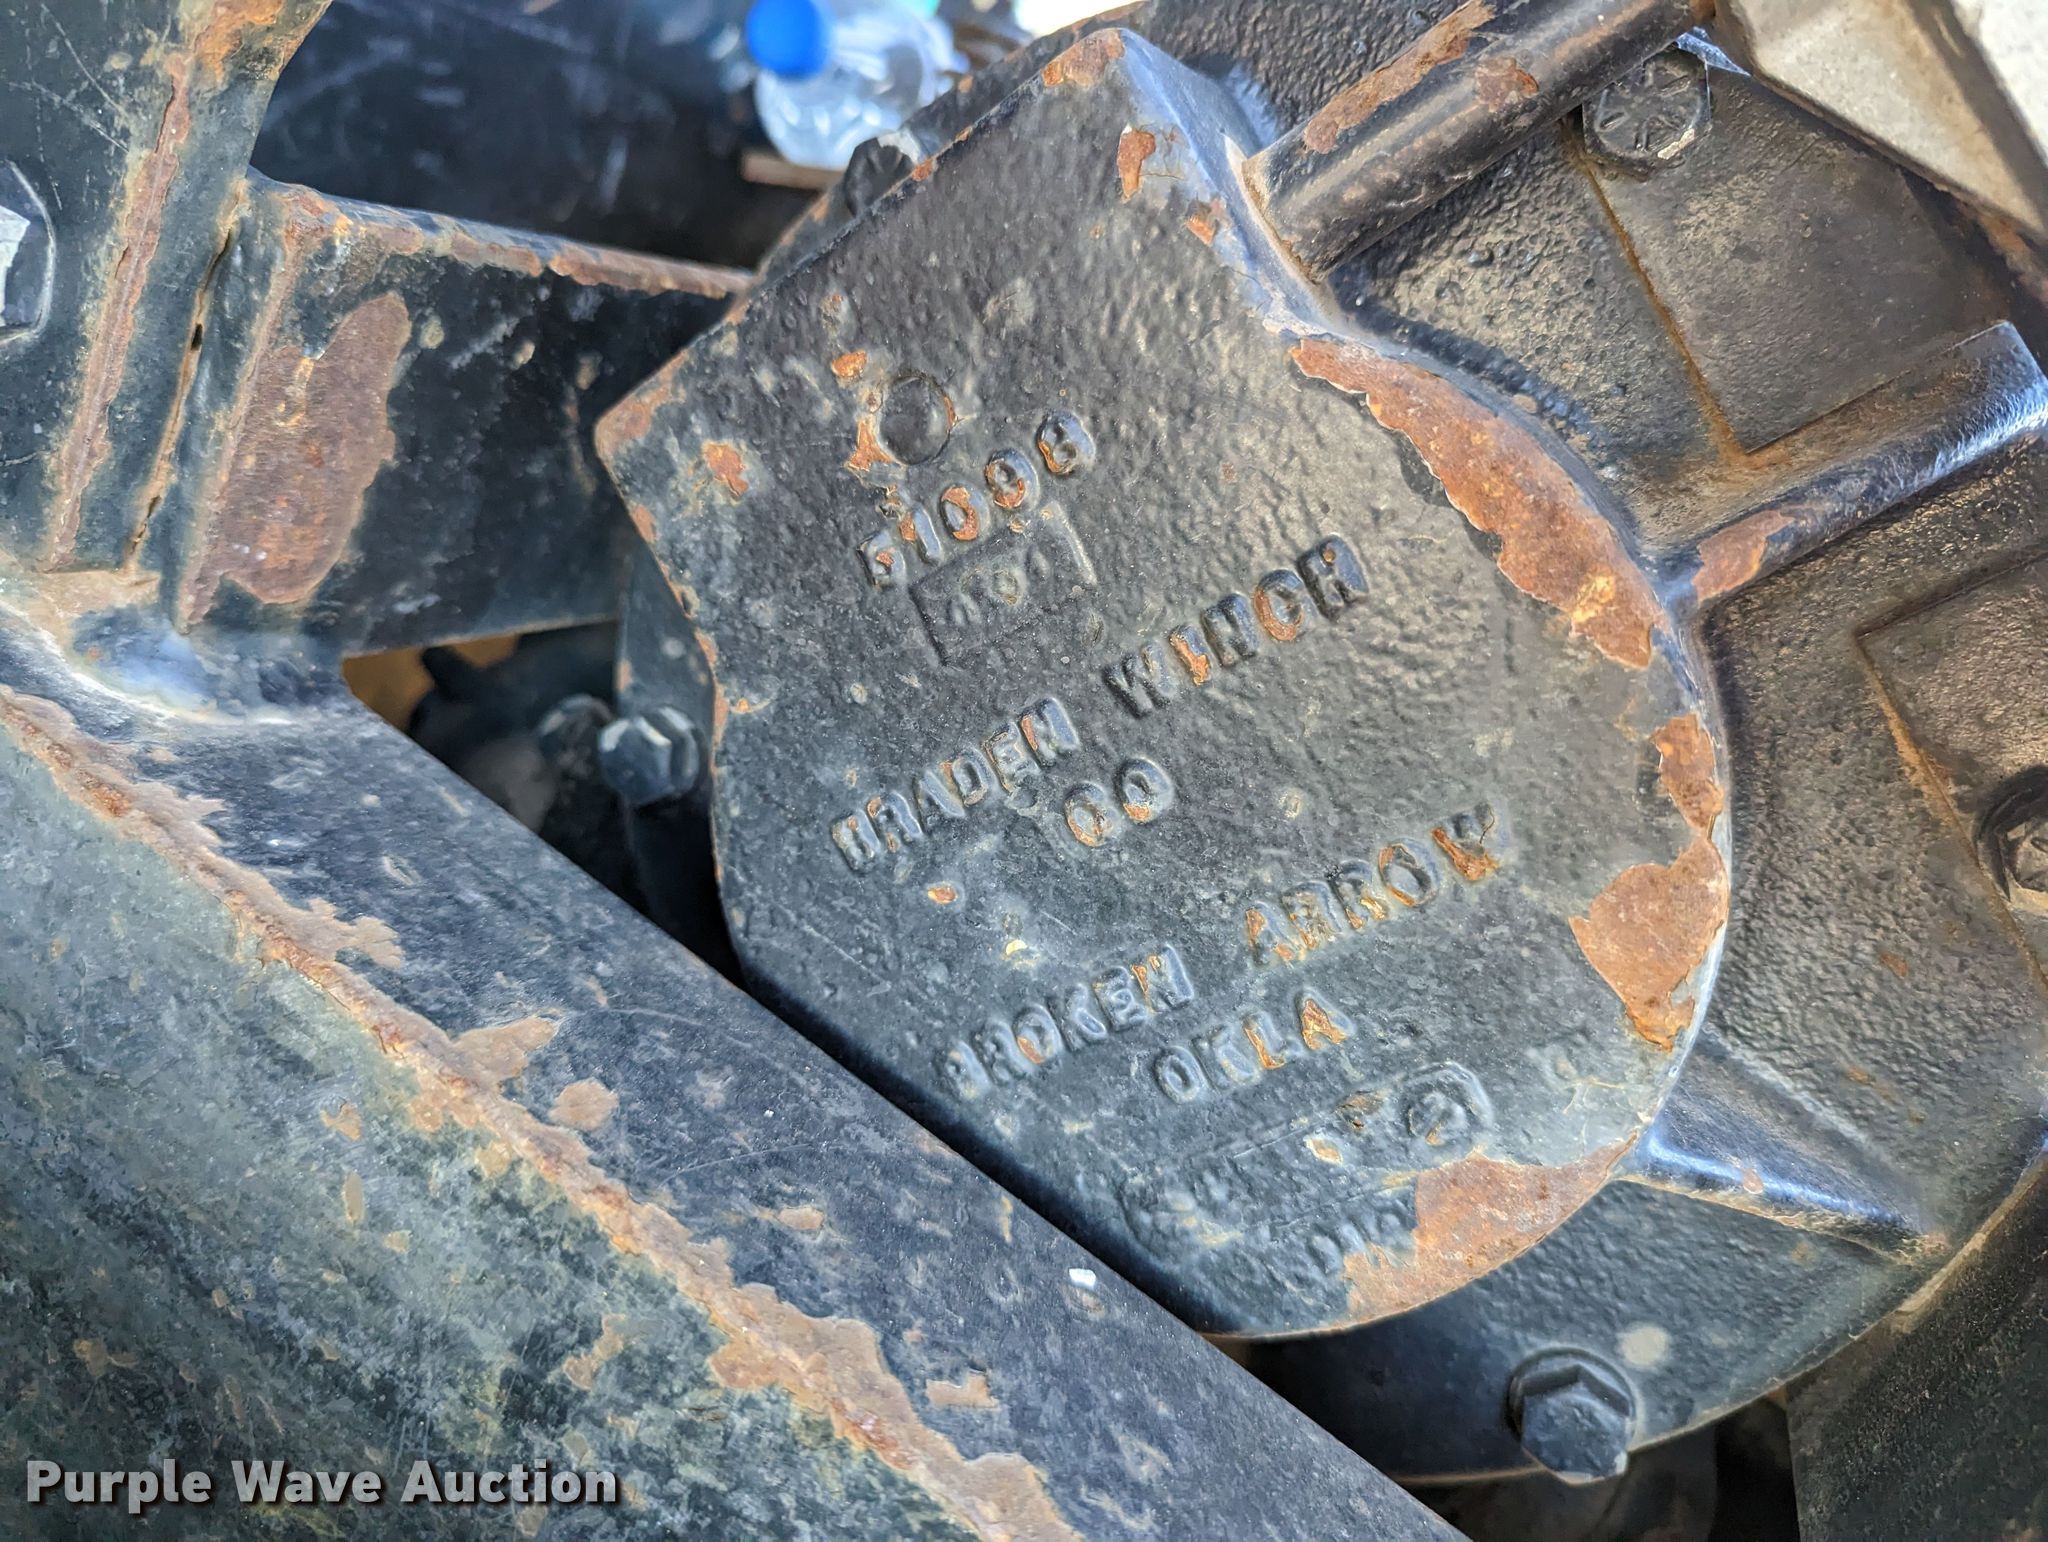 51098
BRADEN WINCH
CO
BROKEN ARROW
OKLA
Purple Wave Auction